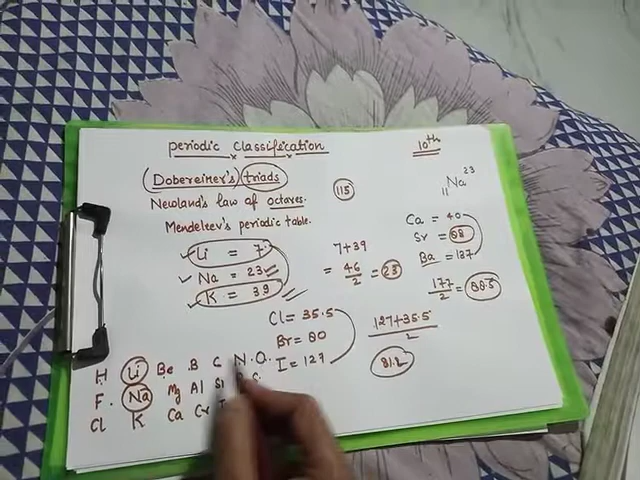 periodic classification
10th
(Dobereiner's) triads
115
11 Na 23
Newland's law of octaves.
Mendeleev's periodic table.
Li = 7
Na = 23
K = 39
7+39
= 46/2 = 23
Ca = 40
Sr = 88
Ba = 137
177/2 = 88.5
Cl = 35.5
Br = 80
I = 127
127+35.5
2
81.2
H Li Be B C N. O.
F. Na Mg Al Si
Cl K Ca Cr